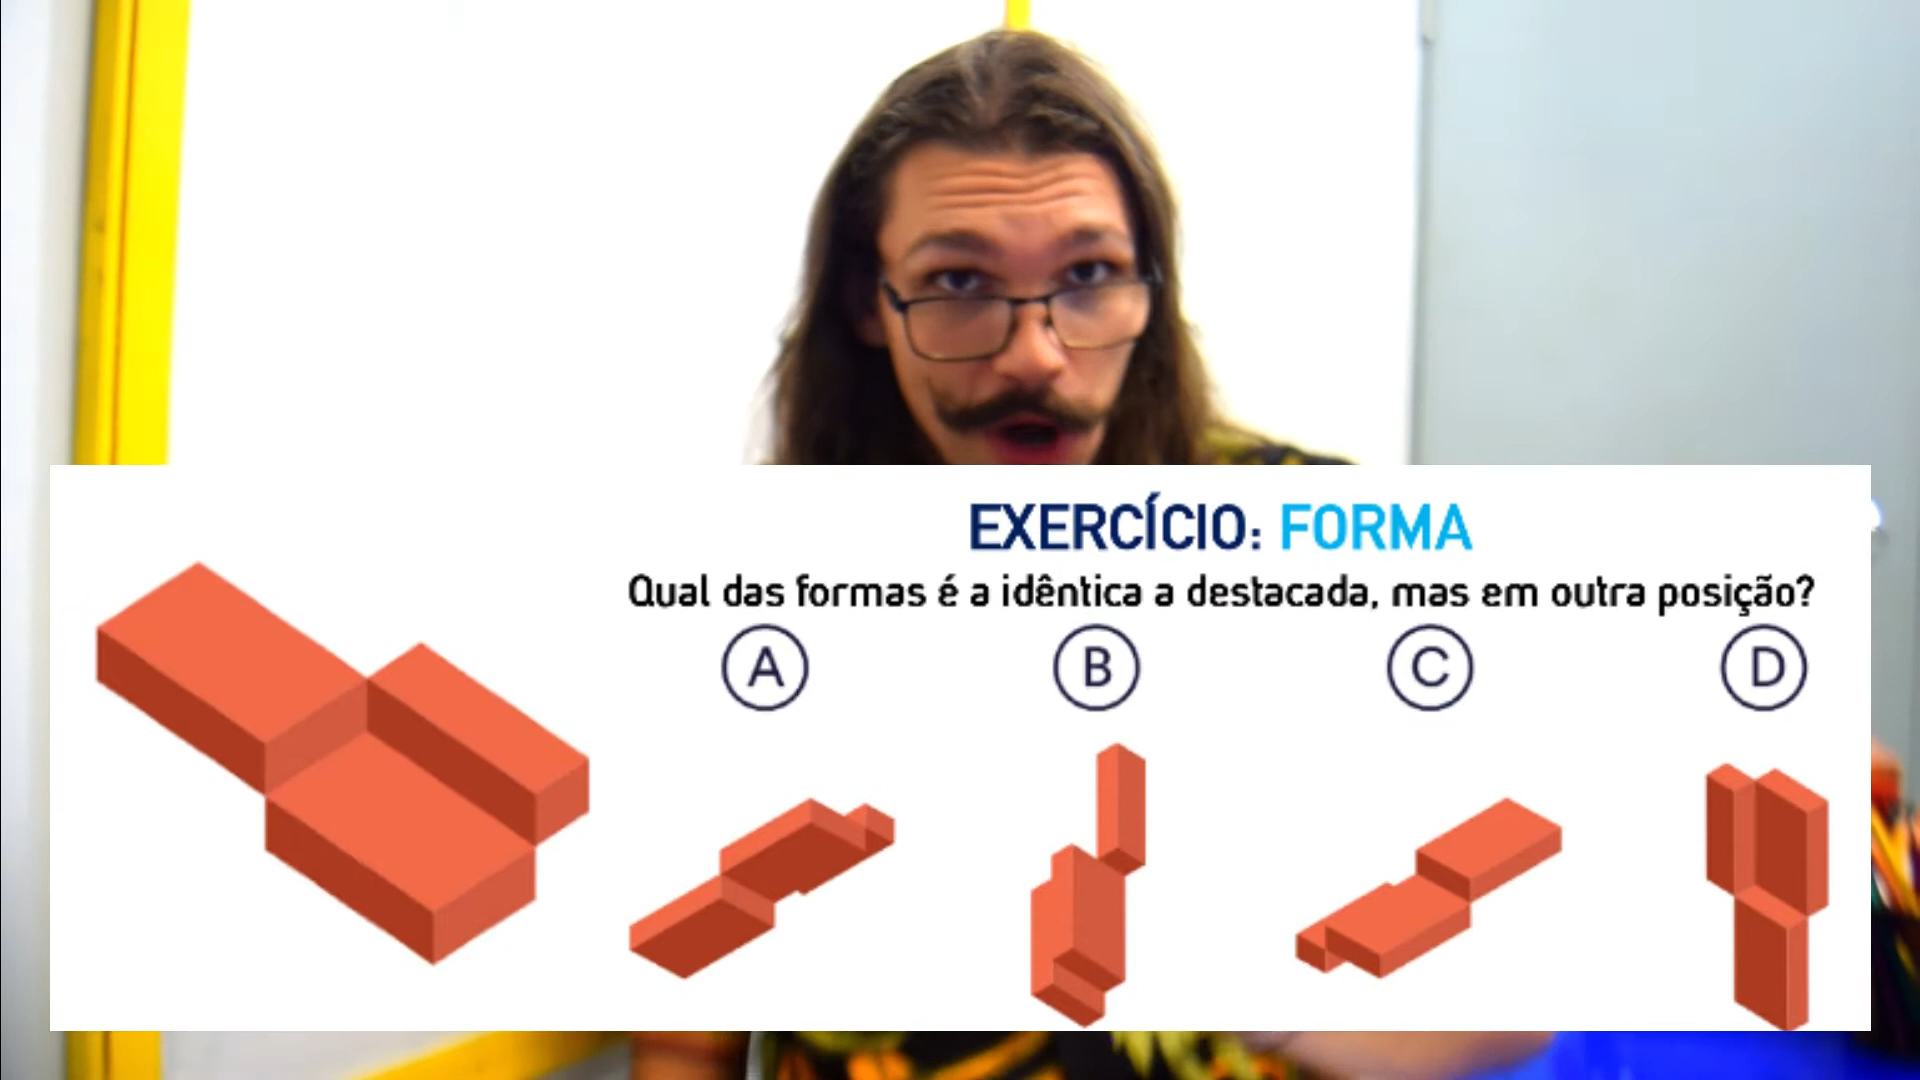 EXERCÍCIO: FORMA
Qual das formas é a idêntica a destacada, mas em outra posição?
A B C D